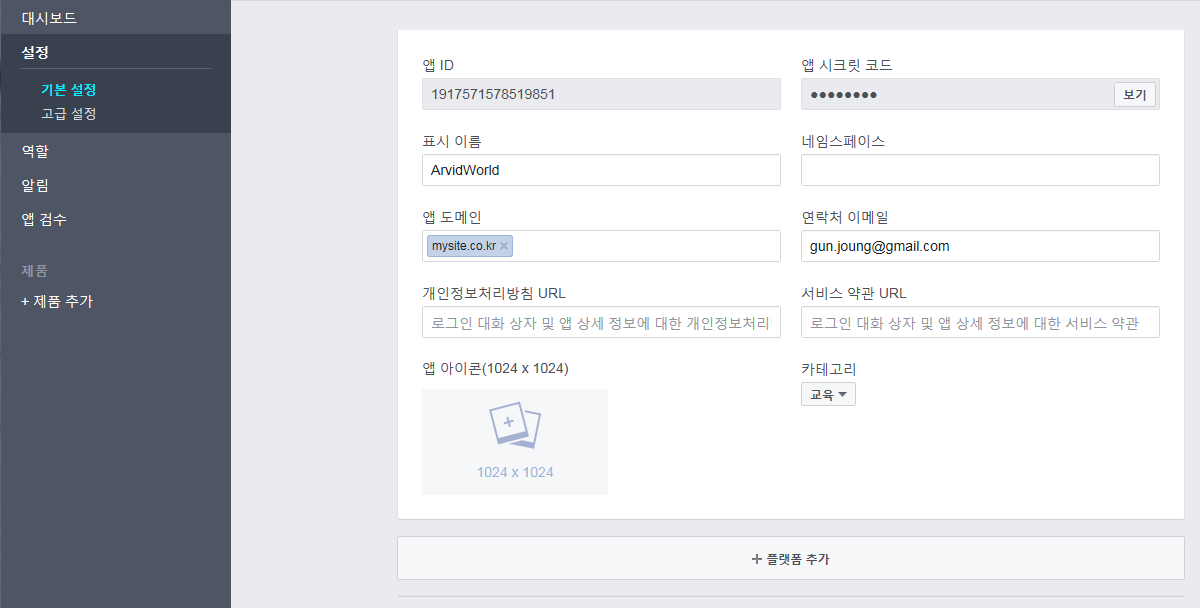 대시보드
설정
기본 설정
고급 설정
역할
알림
앱 검수
제품
+ 제품 추가
앱 ID
1917571578519851
앱 시크릿 코드
●●●●●●●●
보기
표시 이름
ArvidWorld
네임스페이스
앱 도메인
mysite.co.kr ×
연락처 이메일
gun.joung@gmail.com
개인정보처리방침 URL
로그인 대화 상자 및 앱 상세 정보에 대한 개인정보처리
서비스 약관 URL
로그인 대화 상자 및 앱 상세 정보에 대한 서비스 약관
앱 아이콘(1024 x 1024)
1024 x 1024
카테고리
교육
+ 플랫폼 추가